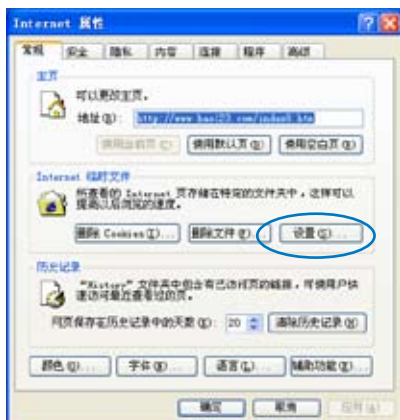 Internet 属性
常规 安全 隐私 内容 连接 程序 高级
主页
可以更改主页。
地址(R):
使用当前页(C) 使用默认页(D) 使用空白页(B)
Internet 临时文件
所查看的 Internet 页存储在特定的文件夹中，这样可以
提高以后浏览的速度。
删除 Cookies(I)... 删除文件(F)... 设置(S)...
历史记录
“History”文件夹中包含有已访问页的链接，可使用户快
速访问最近查看过的页。
网页保存在历史记录中的天数(K): 20 清除历史记录(H)
颜色(O)... 字体(N)... 语言(L)... 辅助功能(E)...
确定 取消 应用(A)